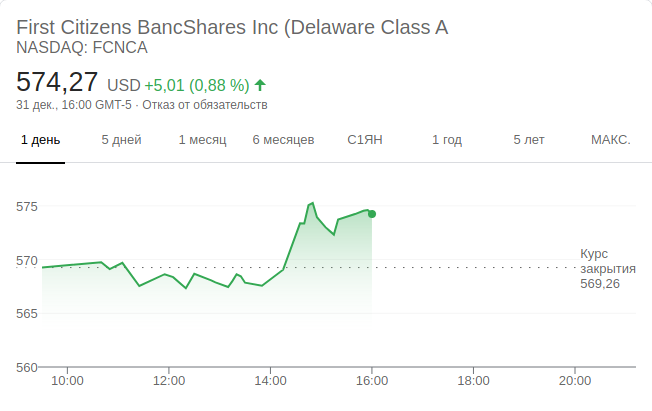 First Citizens BancShares Inc (Delaware Class A
NASDAQ: FCNCA
574,27 USD +5,01 (0,88 %)
31 дек., 16:00 GMT-5 · Отказ от обязательств
1 день 5 дней 1 месяц 6 месяцев С1ЯН 1 год 5 лет МАКС.
575
570
Курс
закрытия
569,26
565
560
10:00 12:00 14:00 16:00 18:00 20:00